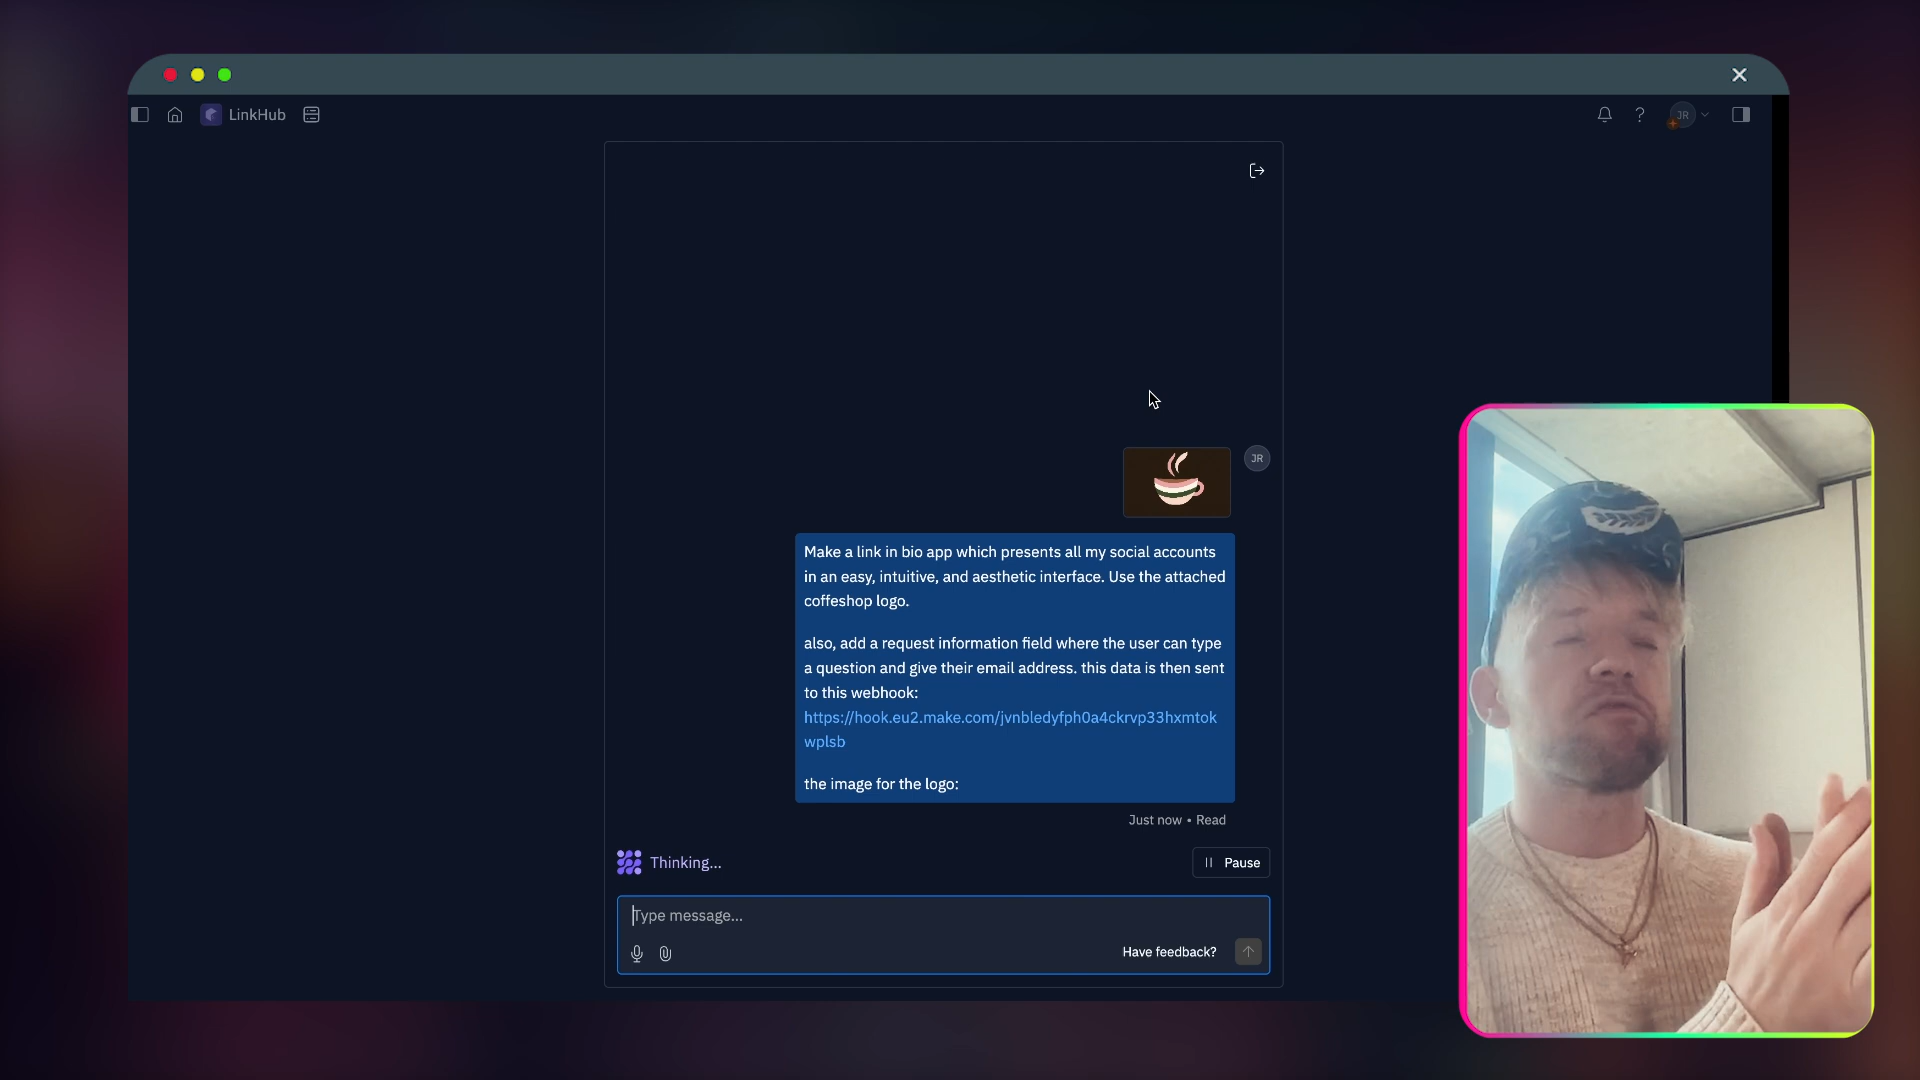 LinkHub
?
JR
JR
Make a link in bio app which presents all my social accounts
in an easy, intuitive, and aesthetic interface. Use the attached
coffeshop logo.
also, add a request information field where the user can type
a question and give their email address. this data is then sent
to this webhook:
https://hook.eu2.make.com/jvnbledyfph0a4ckrvp33hxmtok
wplsb
the image for the logo:
Just now • Read
Thinking...
Pause
Type message...
Have feedback?